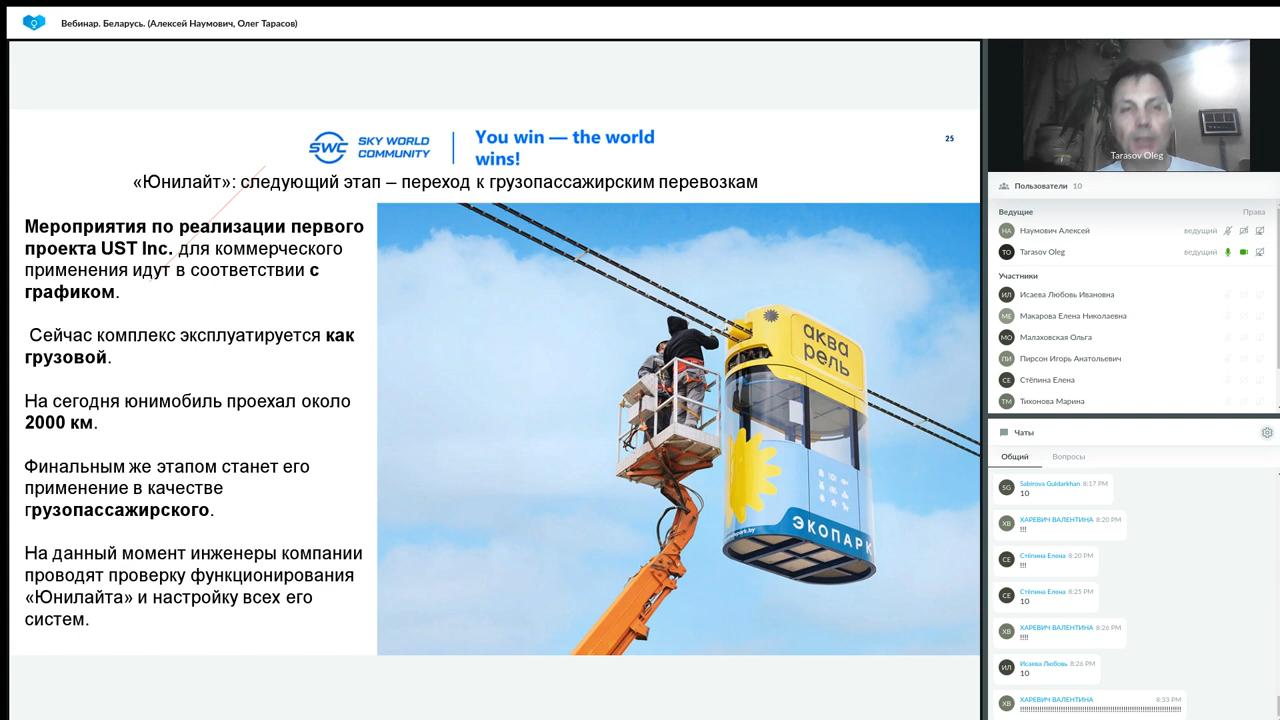 Вебинар. Беларусь. (Алексей Наумович, Олег Тарасов)
SWC
SKY WORLD
COMMUNITY
You win — the world
wins!
25
«Юнилайт»: следующий этап – переход к грузопассажирским перевозкам
Мероприятия по реализации первого
проекта UST Inc. для коммерческого
применения идут в соответствии с
графиком.
Сейчас комплекс эксплуатируется как
грузовой.
На сегодня юнимобиль проехал около
2000 км.
Финальным же этапом станет его
применение в качестве
грузопассажирского.
На данный момент инженеры компании
проводят проверку функционирования
«Юнилайта» и настройку всех его
систем.
аква
рель
ЭКОПАРК
Tarasov Oleg
Пользователи 10
Ведущие Права
НА Наумович Алексей ведущий
TO Tarasov Oleg ведущий
Участники
ИЛ Исаева Любовь Ивановна
МЕ Макарова Елена Николаевна
МО Малаховская Ольга
ПИ Пирсон Игорь Анатольевич
СЕ Стёпина Елена
ТМ Тихонова Марина
Чаты
Общий Вопросы
SG Sabirova Guldarkhan 8:17 PM
10
ХВ ХАРЕВИЧ ВАЛЕНТИНА 8:20 PM
!!!
СЕ Стёпина Елена 8:20 PM
!!!
СЕ Стёпина Елена 8:25 PM
10
ХВ ХАРЕВИЧ ВАЛЕНТИНА 8:26 PM
!!!!
ИЛ Исаева Любовь 8:26 PM
10
ХВ ХАРЕВИЧ ВАЛЕНТИНА 8:33 PM